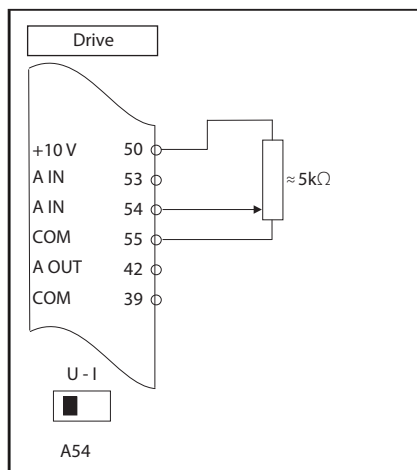 Drive
+10 V 50
A IN 53
A IN 54
COM 55
A OUT 42
COM 39
≈ 5kΩ
U - I
A54